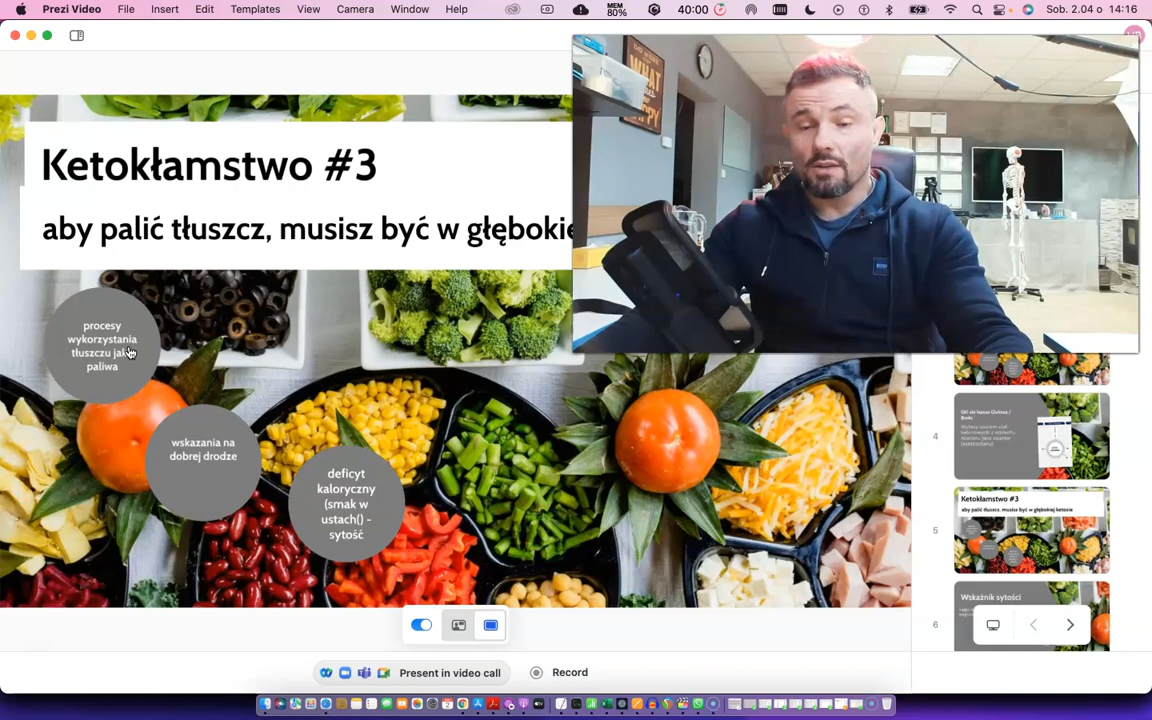 Prezi Video File Insert Edit Templates View Camera Window Help
MEM 80% 40:00 Sob. 2.04 o 14:16
WHAT
Ketokłamstwo #3
aby palić tłuszcz, musisz być w głębokie
procesy
wykorzystania
tłuszczu jako
paliwa
wskazania na
dobrej drodze
deficyt
kaloryczny
(smak w
ustach() -
sytość
4
5
Ketokłamstwo #3
aby palić tłuszcz, musisz być w głębokiej ketozie
6
Wskaźnik sytości
Present in video call
Record